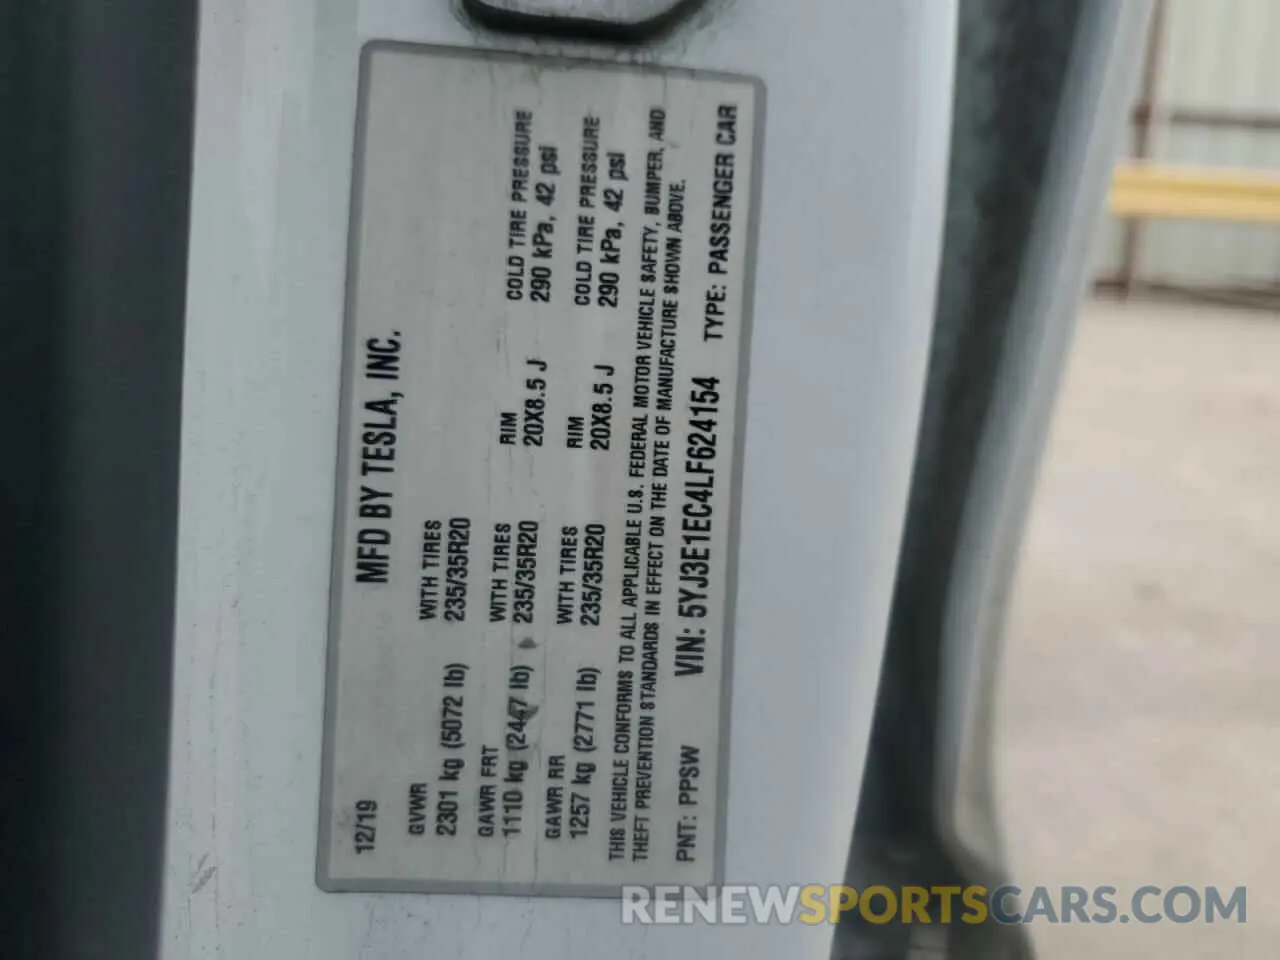 12/19
MFD BY TESLA, INC.
GVWR
2301 kg (5072 lb)
WITH TIRES
235/35R20
GAWR FRT
1110 kg (2447 lb)
WITH TIRES
235/35R20
RIM
20X8.5 J
COLD TIRE PRESSURE
290 kPa, 42 psi
GAWR RR
1257 kg (2771 lb)
WITH TIRES
235/35R20
RIM
20X8.5 J
COLD TIRE PRESSURE
290 kPa, 42 psi
THIS VEHICLE CONFORMS TO ALL APPLICABLE U.S. FEDERAL MOTOR VEHICLE SAFETY, BUMPER, AND
THEFT PREVENTION STANDARDS IN EFFECT ON THE DATE OF MANUFACTURE SHOWN ABOVE.
PNT: PPSW VIN: 5YJ3E1EC4LF624154 TYPE: PASSENGER CAR
RENEWSPORTSCARS.COM